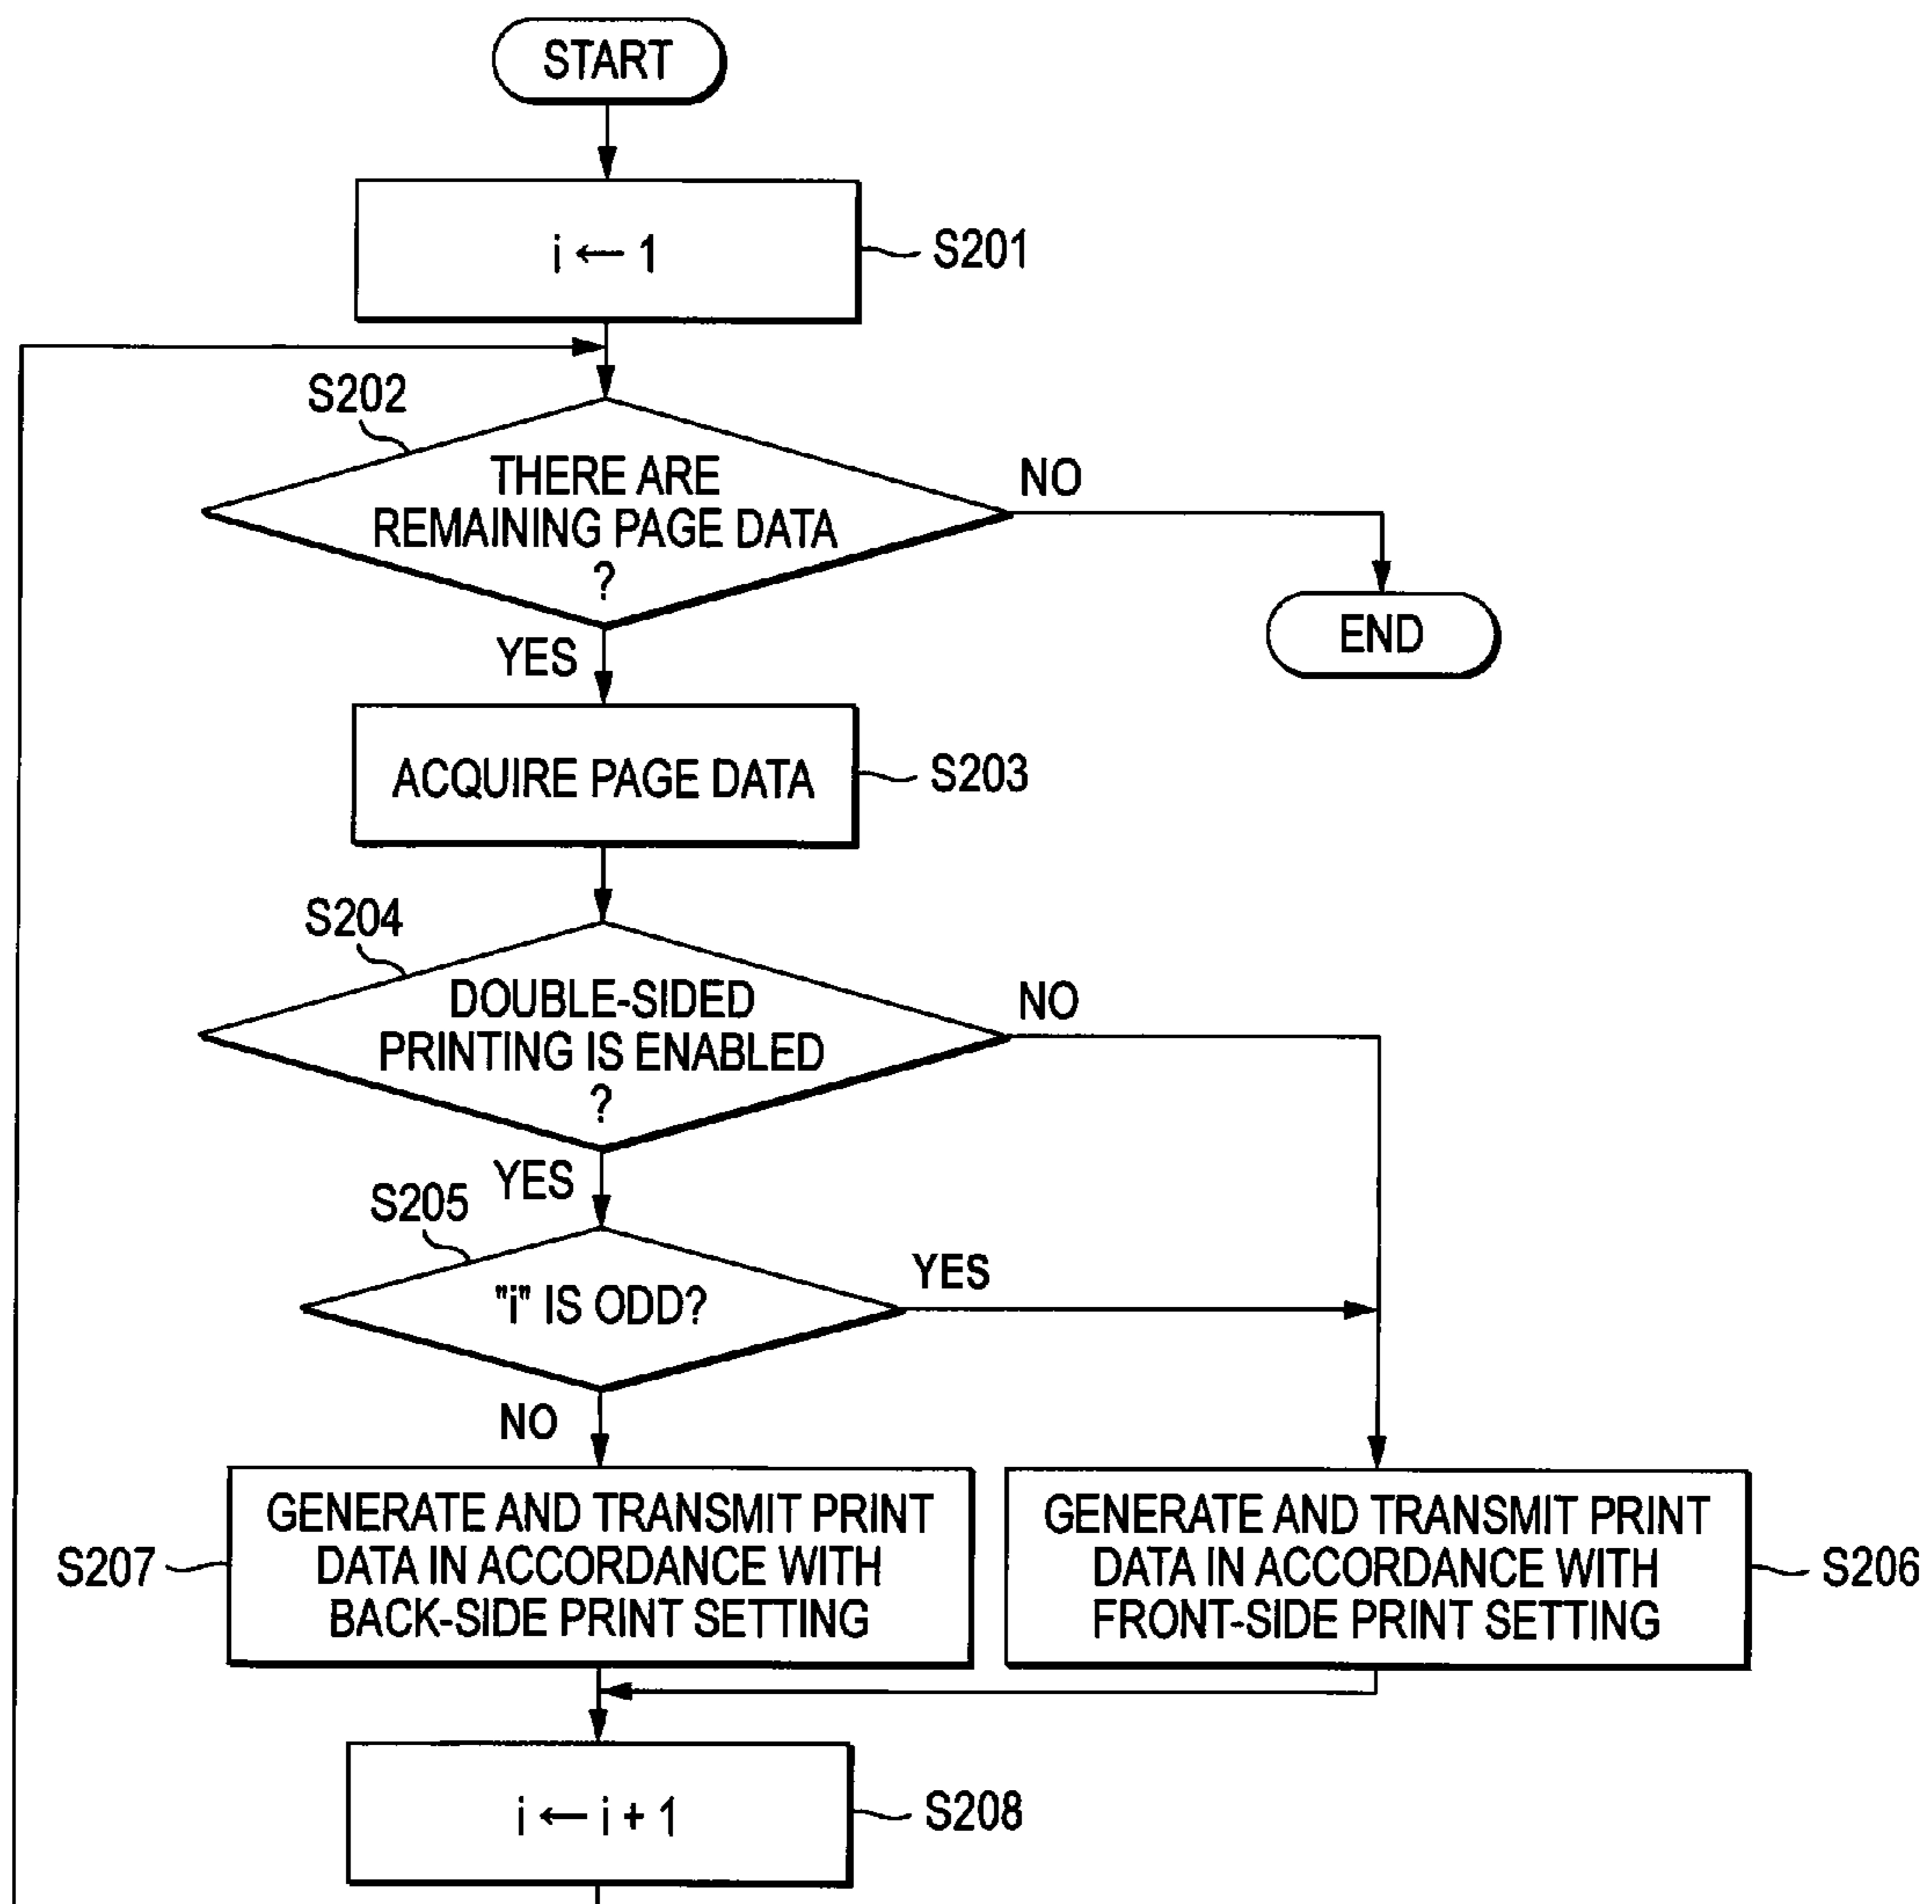 START
i ← 1
S201
S202
THERE ARE
REMAINING PAGE DATA
?
NO
END
YES
ACQUIRE PAGE DATA
S203
S204
DOUBLE-SIDED
PRINTING IS ENABLED
?
NO
YES
S205
"i" IS ODD?
YES
NO
S207
GENERATE AND TRANSMIT PRINT
DATA IN ACCORDANCE WITH
BACK-SIDE PRINT SETTING
GENERATE AND TRANSMIT PRINT
DATA IN ACCORDANCE WITH
FRONT-SIDE PRINT SETTING
S206
i ← i + 1
S208